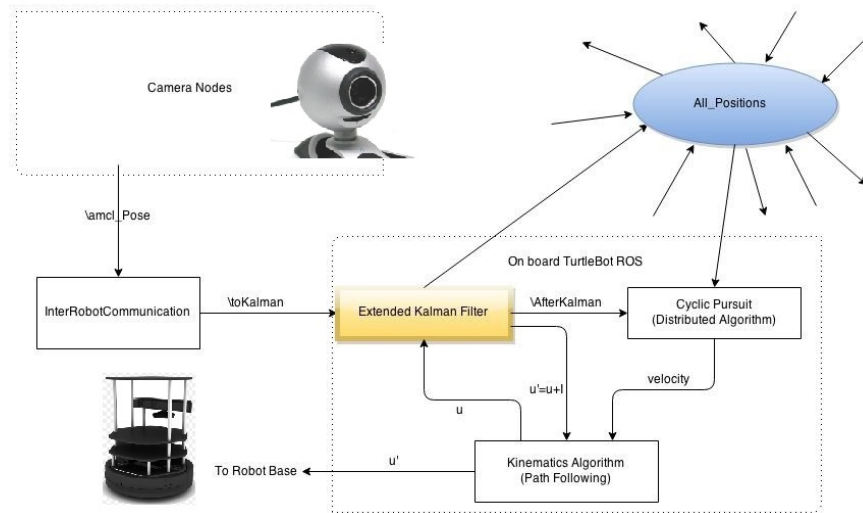 Camera Nodes
All_Positions
\amcl_Pose
On board TurtleBot ROS
InterRobotCommunication
\toKalman
Extended Kalman Filter
\AfterKalman
Cyclic Pursuit
(Distributed Algorithm)
u
u'=u+l
velocity
To Robot Base
u'
Kinematics Algorithm
(Path Following)